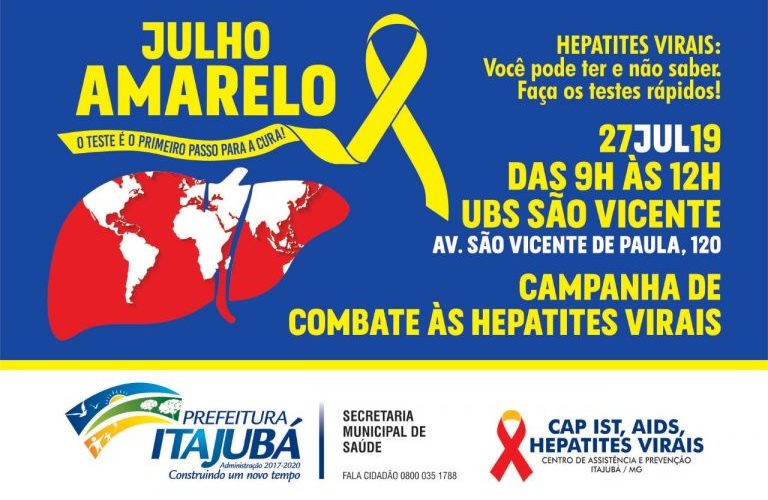 JULHO
AMARELO
O TESTE É O PRIMEIRO PASSO PARA A CURA!
HEPATITES VIRAIS:
Você pode ter e não saber.
Faça os testes rápidos!
27JUL19
DAS 9H ÀS 12H
UBS SÃO VICENTE
AV. SÃO VICENTE DE PAULA, 120
CAMPANHA DE
COMBATE ÀS HEPATITES VIRAIS
PREFEITURA
ITAJUBÁ
Administração 2017-2020
Construindo um novo tempo
SECRETARIA
MUNICIPAL DE
SAÚDE
FALA CIDADÃO 0800 035 1788
CAP IST, AIDS,
HEPATITES VIRAIS
CENTRO DE ASSISTÊNCIA E PREVENÇÃO
ITAJUBÁ / MG